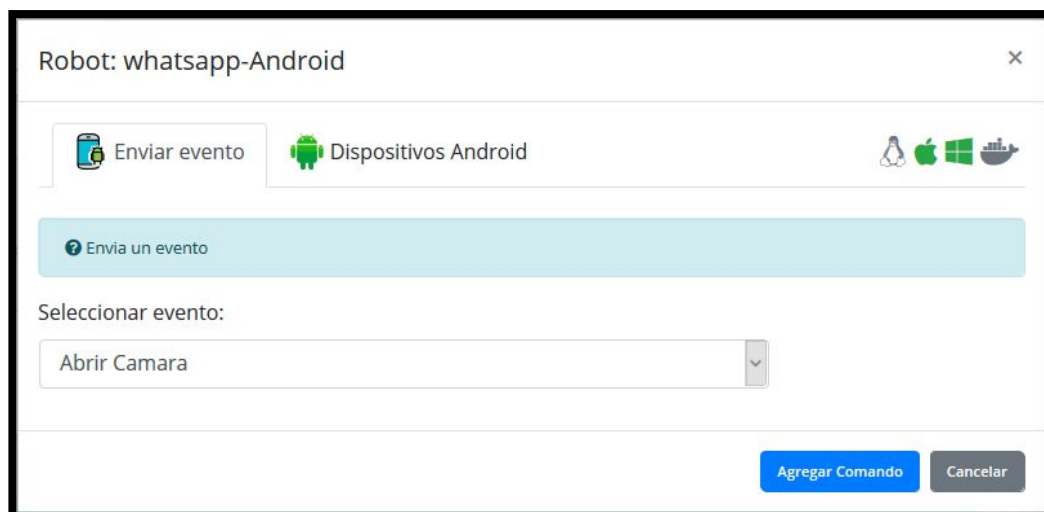 Robot: whatsapp-Android
×
Enviar evento
Dispositivos Android
Envia un evento
Seleccionar evento:
Abrir Camara
Agregar Comando
Cancelar